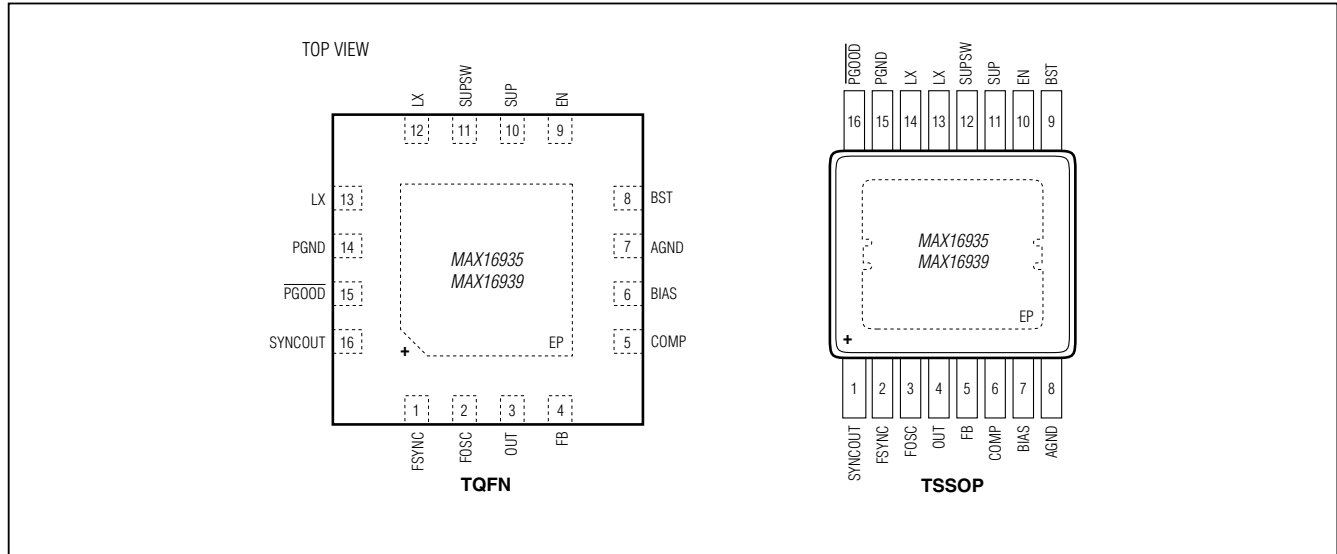 TOP VIEW
LX
SUPSW
SUP
EN
12
11
10
9
LX 13
PGND 14
PGOOD 15
SYNCOUT 16
8 BST
7 AGND
6 BIAS
5 COMP
MAX16935
MAX16939
EP
+
1
2
3
4
FSYNC
FOSC
OUT
FB
TQFN
PGOOD
PGND
LX
LX
SUPSW
SUP
EN
BST
16
15
14
13
12
11
10
9
MAX16935
MAX16939
EP
+
1
2
3
4
5
6
7
8
SYNCOUT
FSYNC
FOSC
OUT
FB
COMP
BIAS
AGND
TSSOP